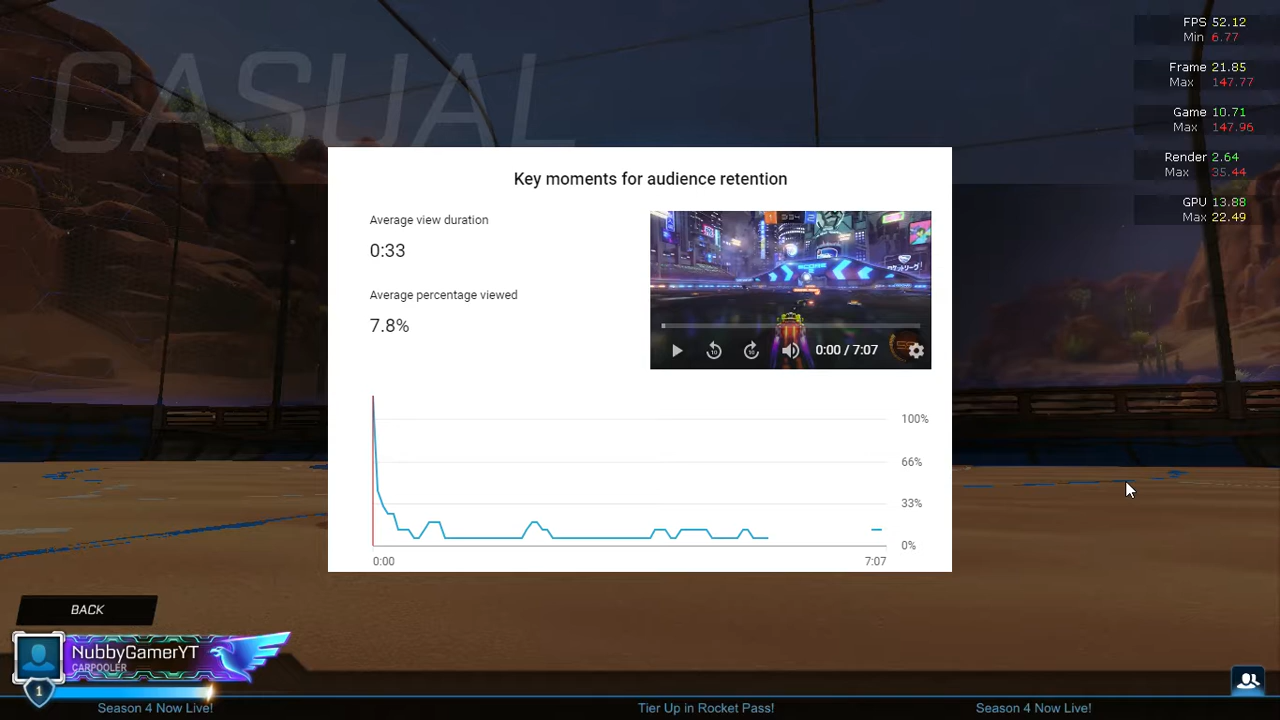 CASUAL
FPS 52.12
Min 6.77
Frame 21.85
Max 147.77
Game 10.71
Max 147.96
Render 2.64
Max 35.44
GPU 13.88
Max 22.49
Key moments for audience retention
Average view duration
0:33
Average percentage viewed
7.8%
SCORE
10
10
0:00 / 7:07
100%
66%
33%
0%
0:00
7:07
BACK
NubbyGamerYT
CARPOOLER
1
Season 4 Now Live!
Tier Up in Rocket Pass!
Season 4 Now Live!